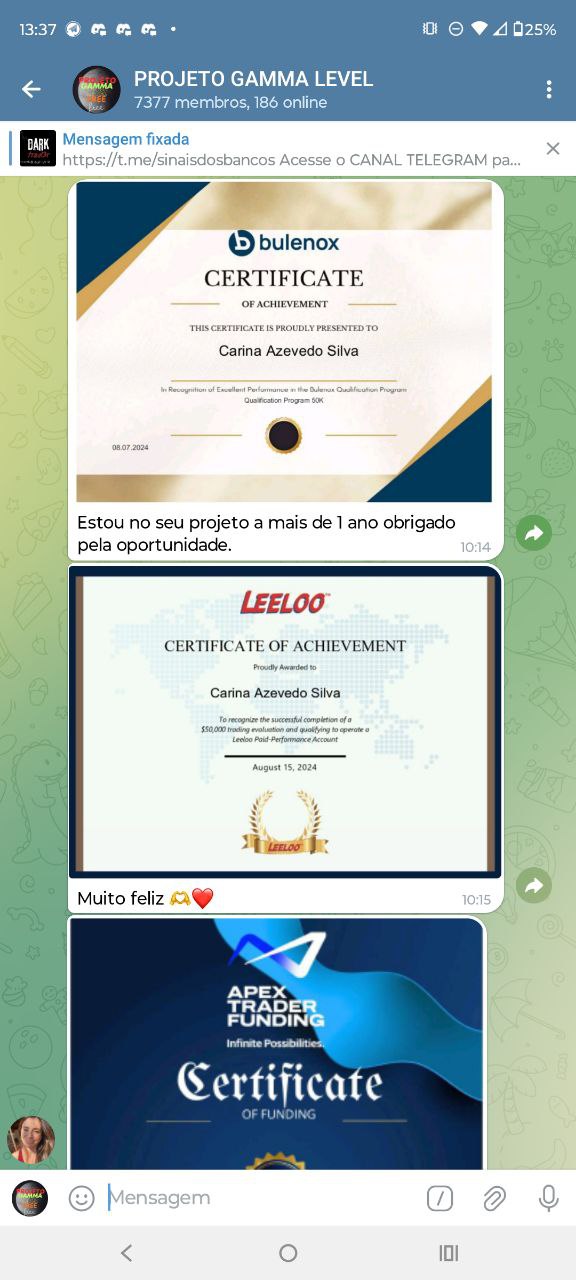 13:37
25%
PROJETO GAMMA LEVEL
7377 membros, 186 online
Mensagem fixada
https://t.me/sinaisdosbancos Acesse o CANAL TELEGRAM pa...
DARK
bulenox
CERTIFICATE
OF ACHIEVEMENT
THIS CERTIFICATE IS PROUDLY PRESENTED TO
Carina Azevedo Silva
In Recognition of Excellent Performance in the Bulenox Qualification Program
Qualification Program 50K
08.07.2024
Estou no seu projeto a mais de 1 ano obrigado
pela oportunidade.
10:14
LEELOO™
CERTIFICATE OF ACHIEVEMENT
Proudly Awarded to
Carina Azevedo Silva
To recognize the successful completion of a
$50,000 trading evaluation and qualifying to operate a
Leeloo Paid-Performance Account
August 15, 2024
LEELOO
Muito feliz 🫶❤️
10:15
APEX
TRADER
FUNDING
Infinite Possibilities.
Certificate
OF FUNDING
Mensagem